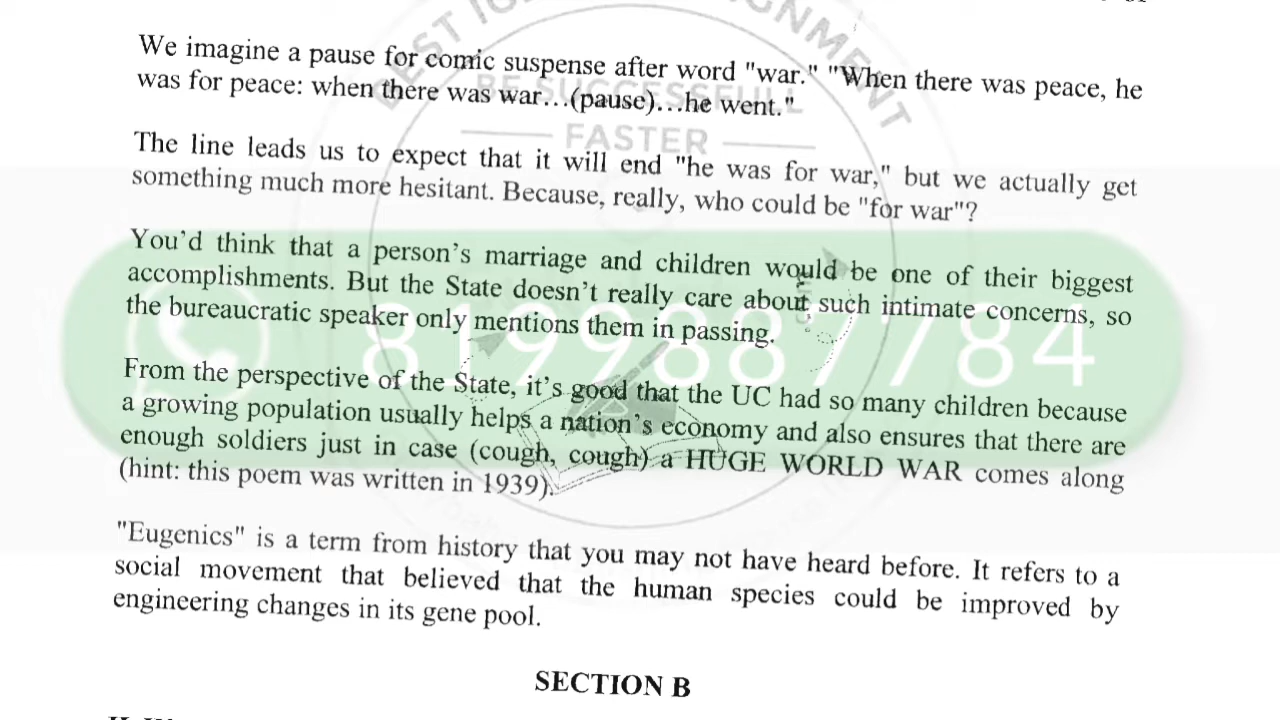 We imagine a pause for comic suspense after word "war." "When there was peace, he
was for peace: when there was war…(pause)…he went."
The line leads us to expect that it will end "he was for war," but we actually get
something much more hesitant. Because, really, who could be "for war"?
You'd think that a person's marriage and children would be one of their biggest
accomplishments. But the State doesn't really care about such intimate concerns, so
the bureaucratic speaker only mentions them in passing.
From the perspective of the State, it's good that the UC had so many children because
a growing population usually helps a nation's economy and also ensures that there are
enough soldiers just in case (cough, cough) a HUGE WORLD WAR comes along
(hint: this poem was written in 1939).
"Eugenics" is a term from history that you may not have heard before. It refers to a
social movement that believed that the human species could be improved by
engineering changes in its gene pool.
SECTION B
BE SUCCESSFULL
FASTER
8199887784